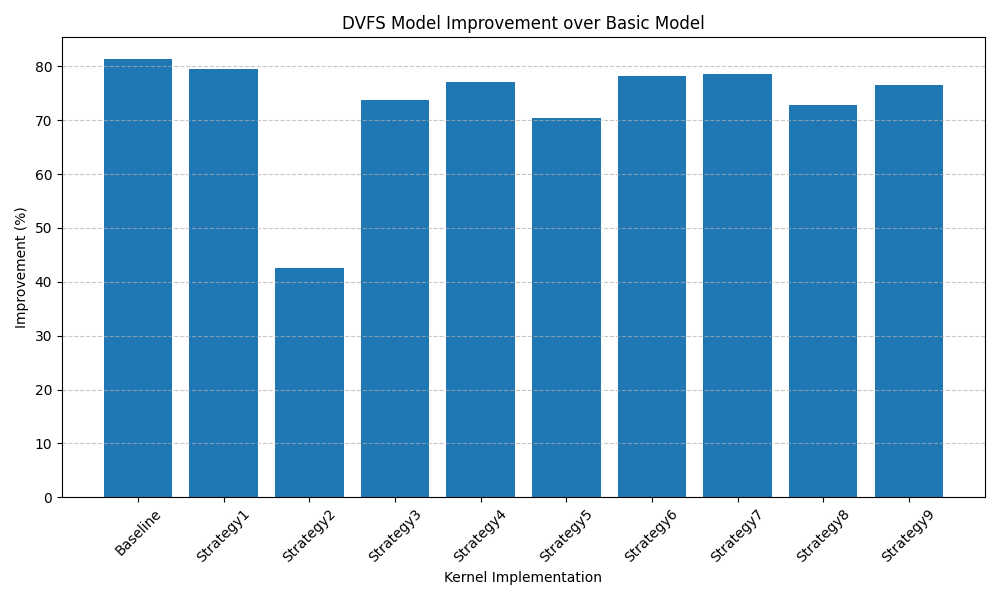 DVFS Model Improvement over Basic Model
Improvement (%)
80
70
60
50
40
30
20
10
0
Baseline
Strategy1
Strategy2
Strategy3
Strategy4
Strategy5
Strategy6
Strategy7
Strategy8
Strategy9
Kernel Implementation